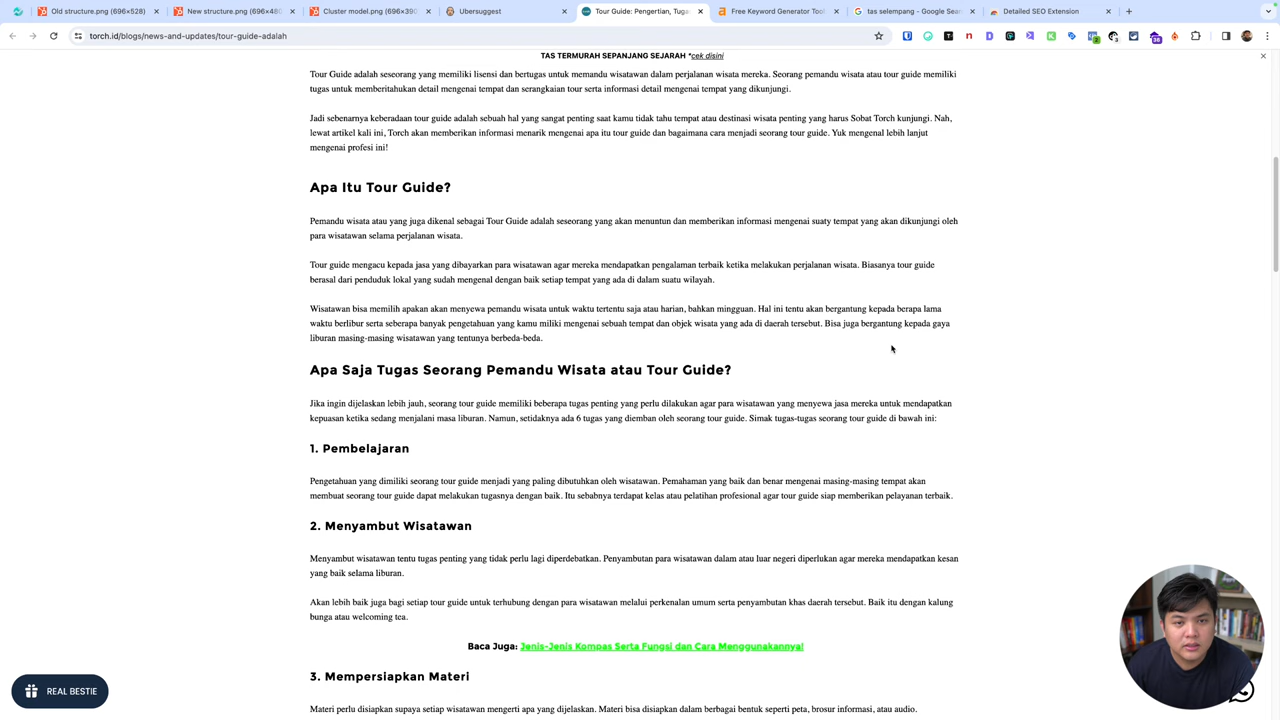 Old structure.png (696×528)
New structure.png (696×480
Cluster model.png (696×390
Ubersuggest
Tour Guide: Pengertian, Tuga
Free Keyword Generator Tool
tas selempang - Google Sear
Detailed SEO Extension
torch.id/blogs/news-and-updates/tour-guide-adalah
TAS TERMURAH SEPANJANG SEJARAH *cek disini
Tour Guide adalah seseorang yang memiliki lisensi dan bertugas untuk memandu wisatawan dalam perjalanan wisata mereka. Seorang pemandu wisata atau tour guide memiliki
tugas untuk memberitahukan detail mengenai tempat dan serangkaian tour serta informasi detail mengenai tempat yang dikunjungi.
Jadi sebenarnya keberadaan tour guide adalah sebuah hal yang sangat penting saat kamu tidak tahu tempat atau destinasi wisata penting yang harus Sobat Torch kunjungi. Nah,
lewat artikel kali ini, Torch akan memberikan informasi menarik mengenai apa itu tour guide dan bagaimana cara menjadi seorang tour guide. Yuk mengenal lebih lanjut
mengenai profesi ini!
Apa Itu Tour Guide?
Pemandu wisata atau yang juga dikenal sebagai Tour Guide adalah seseorang yang akan menuntun dan memberikan informasi mengenai suaty tempat yang akan dikunjungi oleh
para wisatawan selama perjalanan wisata.
Tour guide mengacu kepada jasa yang dibayarkan para wisatawan agar mereka mendapatkan pengalaman terbaik ketika melakukan perjalanan wisata. Biasanya tour guide
berasal dari penduduk lokal yang sudah mengenal dengan baik setiap tempat yang ada di dalam suatu wilayah.
Wisatawan bisa memilih apakan akan menyewa pemandu wisata untuk waktu tertentu saja atau harian, bahkan mingguan. Hal ini tentu akan bergantung kepada berapa lama
waktu berlibur serta seberapa banyak pengetahuan yang kamu miliki mengenai sebuah tempat dan objek wisata yang ada di daerah tersebut. Bisa juga bergantung kepada gaya
liburan masing-masing wisatawan yang tentunya berbeda-beda.
Apa Saja Tugas Seorang Pemandu Wisata atau Tour Guide?
Jika ingin dijelaskan lebih jauh, seorang tour guide memiliki beberapa tugas penting yang perlu dilakukan agar para wisatawan yang menyewa jasa mereka untuk mendapatkan
kepuasan ketika sedang menjalani masa liburan. Namun, setidaknya ada 6 tugas yang diemban oleh seorang tour guide. Simak tugas-tugas seorang tour guide di bawah ini:
1. Pembelajaran
Pengetahuan yang dimiliki seorang tour guide menjadi yang paling dibutuhkan oleh wisatawan. Pemahaman yang baik dan benar mengenai masing-masing tempat akan
membuat seorang tour guide dapat melakukan tugasnya dengan baik. Itu sebabnya terdapat kelas atau pelatihan profesional agar tour guide siap memberikan pelayanan terbaik.
2. Menyambut Wisatawan
Menyambut wisatawan tentu tugas penting yang tidak perlu lagi diperdebatkan. Penyambutan para wisatawan dalam atau luar negeri diperlukan agar mereka mendapatkan kesan
yang baik selama liburan.
Akan lebih baik juga bagi setiap tour guide untuk terhubung dengan para wisatawan melalui perkenalan umum serta penyambutan khas daerah tersebut. Baik itu dengan kalung
bunga atau welcoming tea.
Baca Juga: Jenis-Jenis Kompas Serta Fungsi dan Cara Menggunakannya!
3. Mempersiapkan Materi
REAL BESTIE
Materi perlu disiapkan supaya setiap wisatawan mengerti apa yang dijelaskan. Materi bisa disiapkan dalam berbagai bentuk seperti peta, brosur informasi, atau audio.